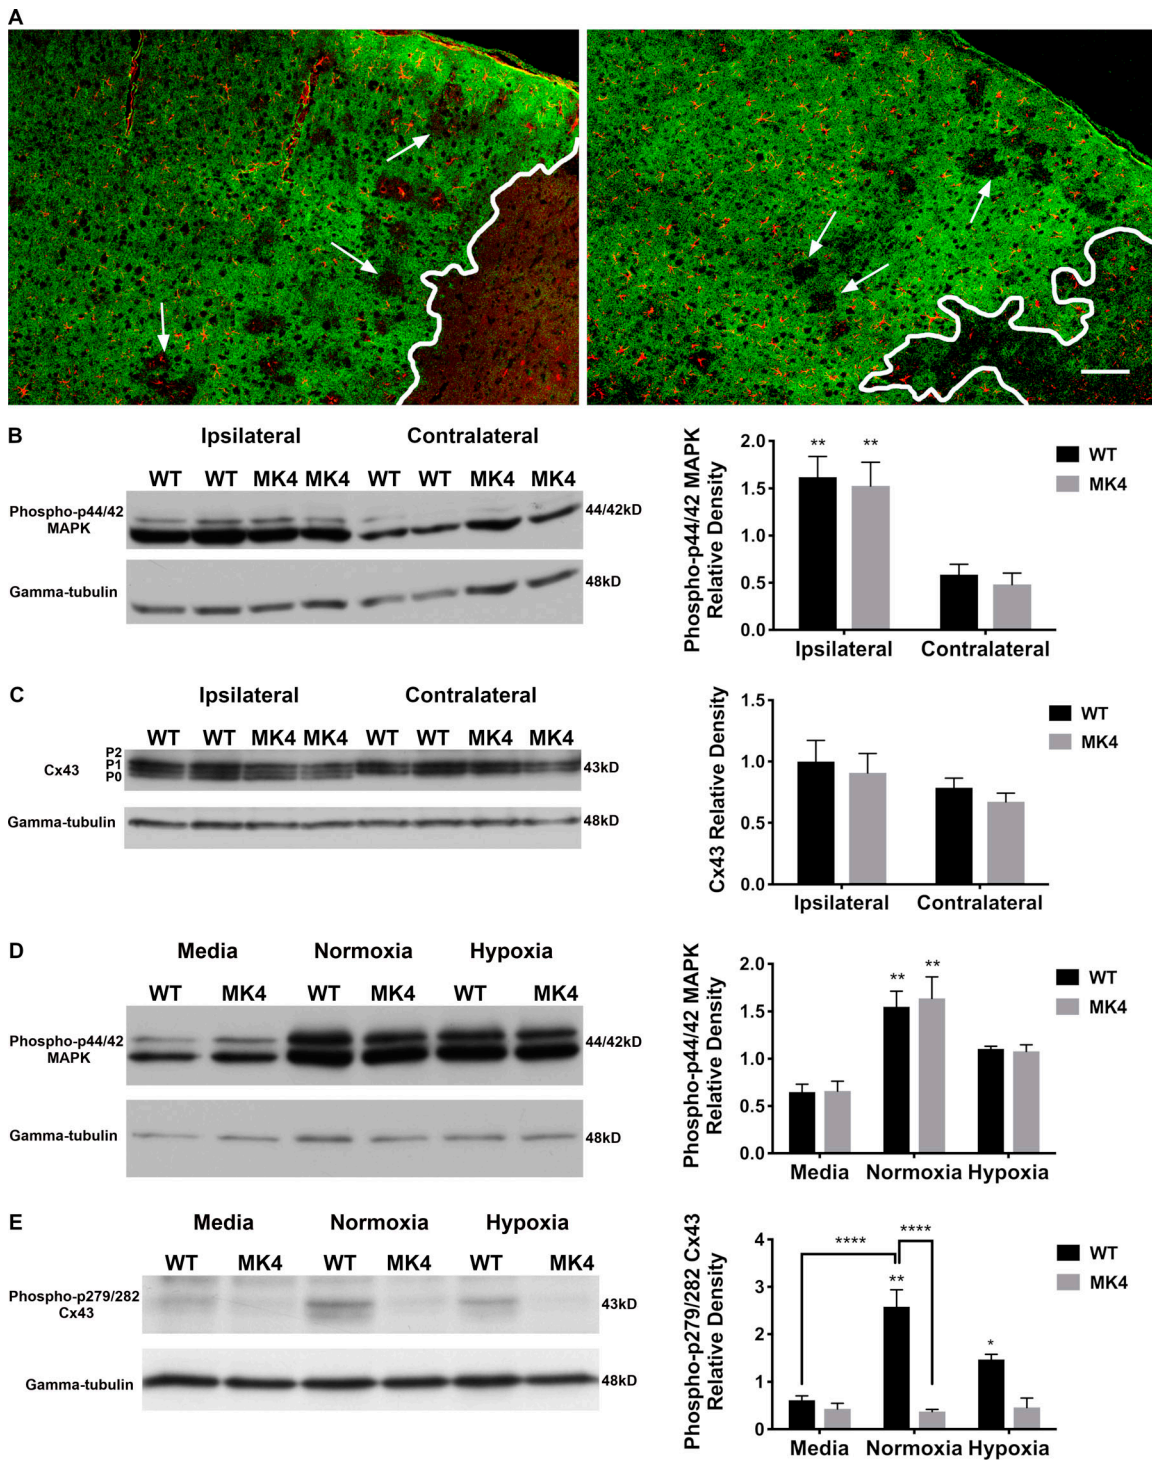 A
B
Ipsilateral Contralateral
WT WT MK4 MK4 WT WT MK4 MK4
Phospho-p44/42
MAPK
44/42kD
Gamma-tubulin
48kD
Phospho-p44/42 MAPK
Relative Density
2.0
1.5
1.0
0.5
0.0
** **
Ipsilateral Contralateral
WT
MK4
C
Ipsilateral Contralateral
WT WT MK4 MK4 WT WT MK4 MK4
Cx43
P2
P1
P0
43kD
Gamma-tubulin
48kD
Cx43 Relative Density
1.5
1.0
0.5
0.0
Ipsilateral Contralateral
WT
MK4
D
Media Normoxia Hypoxia
WT MK4 WT MK4 WT MK4
Phospho-p44/42
MAPK
44/42kD
Gamma-tubulin
48kD
Phospho-p44/42 MAPK
Relative Density
2.0
1.5
1.0
0.5
0.0
** **
Media Normoxia Hypoxia
WT
MK4
E
Media Normoxia Hypoxia
WT MK4 WT MK4 WT MK4
Phospho-p279/282
Cx43
43kD
Gamma-tubulin
48kD
Phospho-p279/282 Cx43
Relative Density
4
3
2
1
0
**** ****
**
*
Media Normoxia Hypoxia
WT
MK4